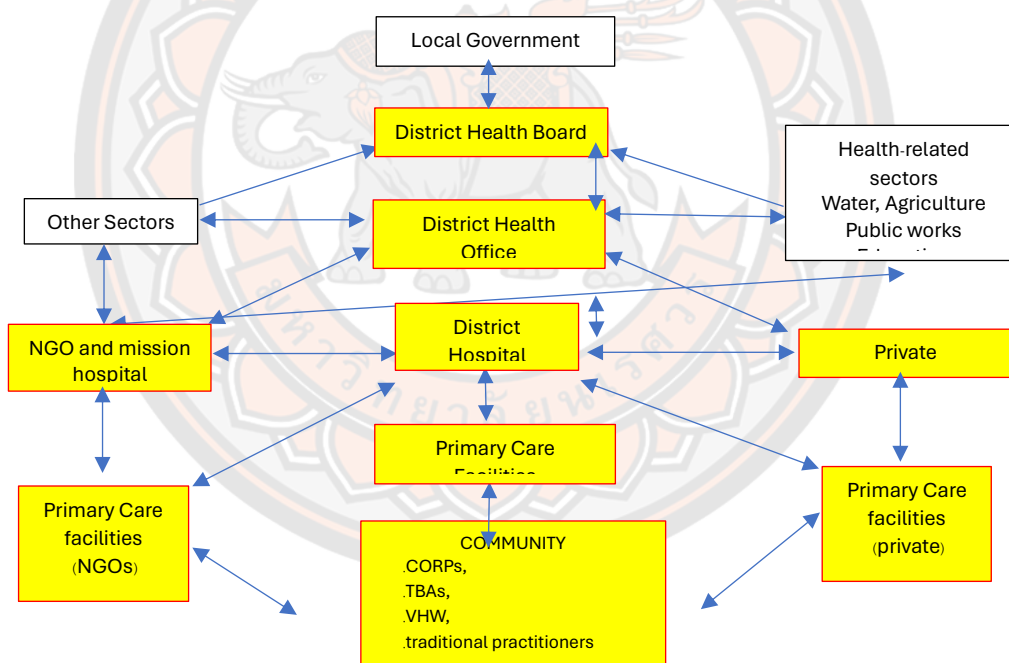 Local Government
District Health Board
Health-related
sectors
Water, Agriculture
Public works
Education
Other Sectors
District Health
Office
NGO and mission
hospital
District
Hospital
Private
Primary Care
Facilities
Primary Care
facilities
(NGOs)
Primary Care
facilities
(private)
COMMUNITY
.CORPs,
.TBAs,
.VHW,
.traditional practitioners